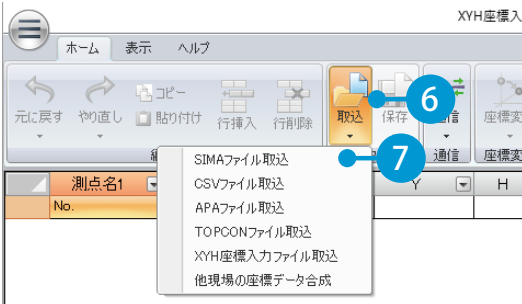 XYH座標入
ホーム 表示 ヘルプ
元に戻す やり直し コピー 貼り付け 行挿入 行削除 取込 保存 6
7 通信 座標変
SIMAファイル取込
CSVファイル取込
APAファイル取込
TOPCONファイル取込
XYH座標入力ファイル取込
他現場の座標データ合成
測点名1 Y H
No.